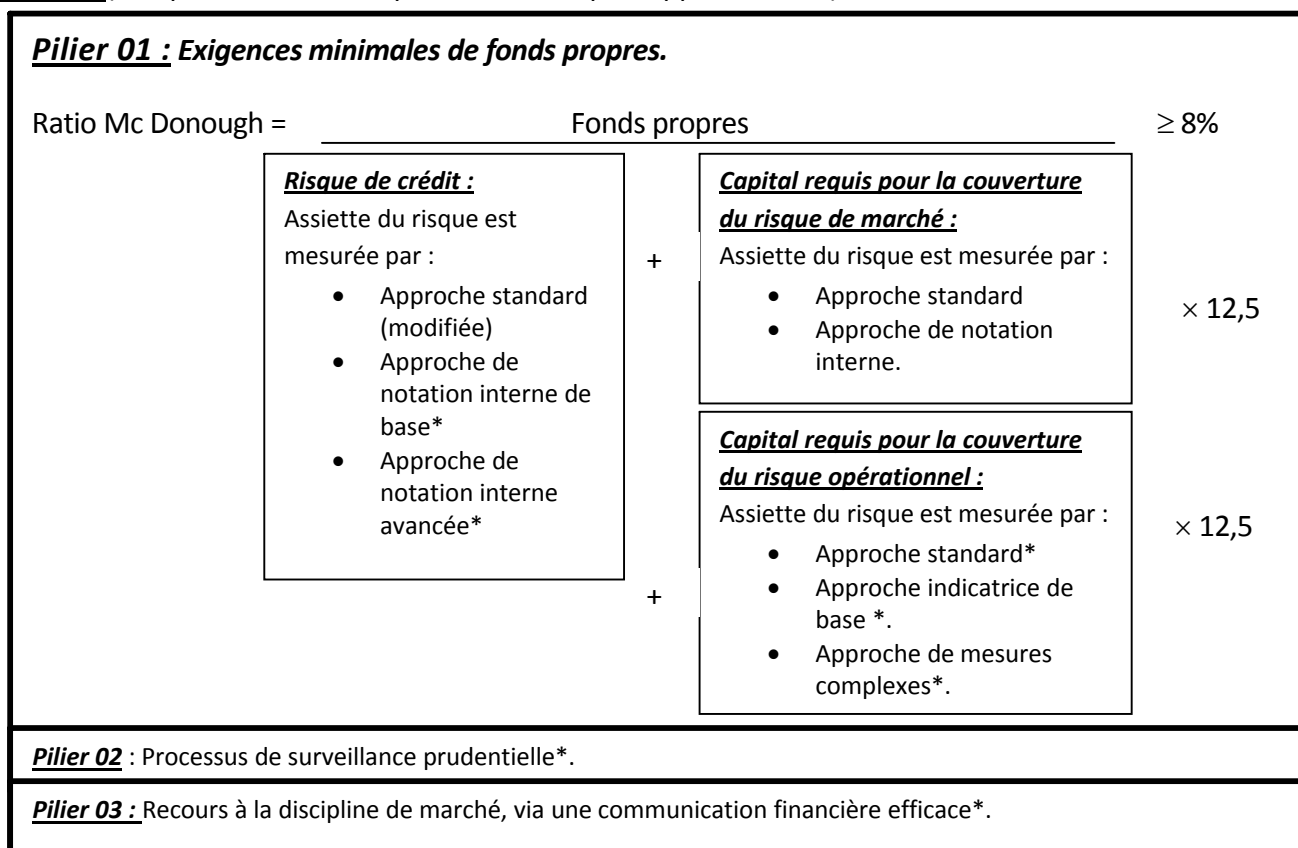 Pilier 01 : Exigences minimales de fonds propres.
Ratio Mc Donough = Fonds propres ≥ 8%
Risque de crédit :
Assiette du risque est
mesurée par :
• Approche standard
(modifiée)
• Approche de
notation interne de
base*
• Approche de
notation interne
avancée*
+
Capital requis pour la couverture
du risque de marché :
Assiette du risque est mesurée par :
• Approche standard
• Approche de notation
interne.
× 12,5
+
Capital requis pour la couverture
du risque opérationnel :
Assiette du risque est mesurée par :
• Approche standard*
• Approche indicatrice de
base *.
• Approche de mesures
complexes*.
× 12,5
Pilier 02 : Processus de surveillance prudentielle*.
Pilier 03 : Recours à la discipline de marché, via une communication financière efficace*.